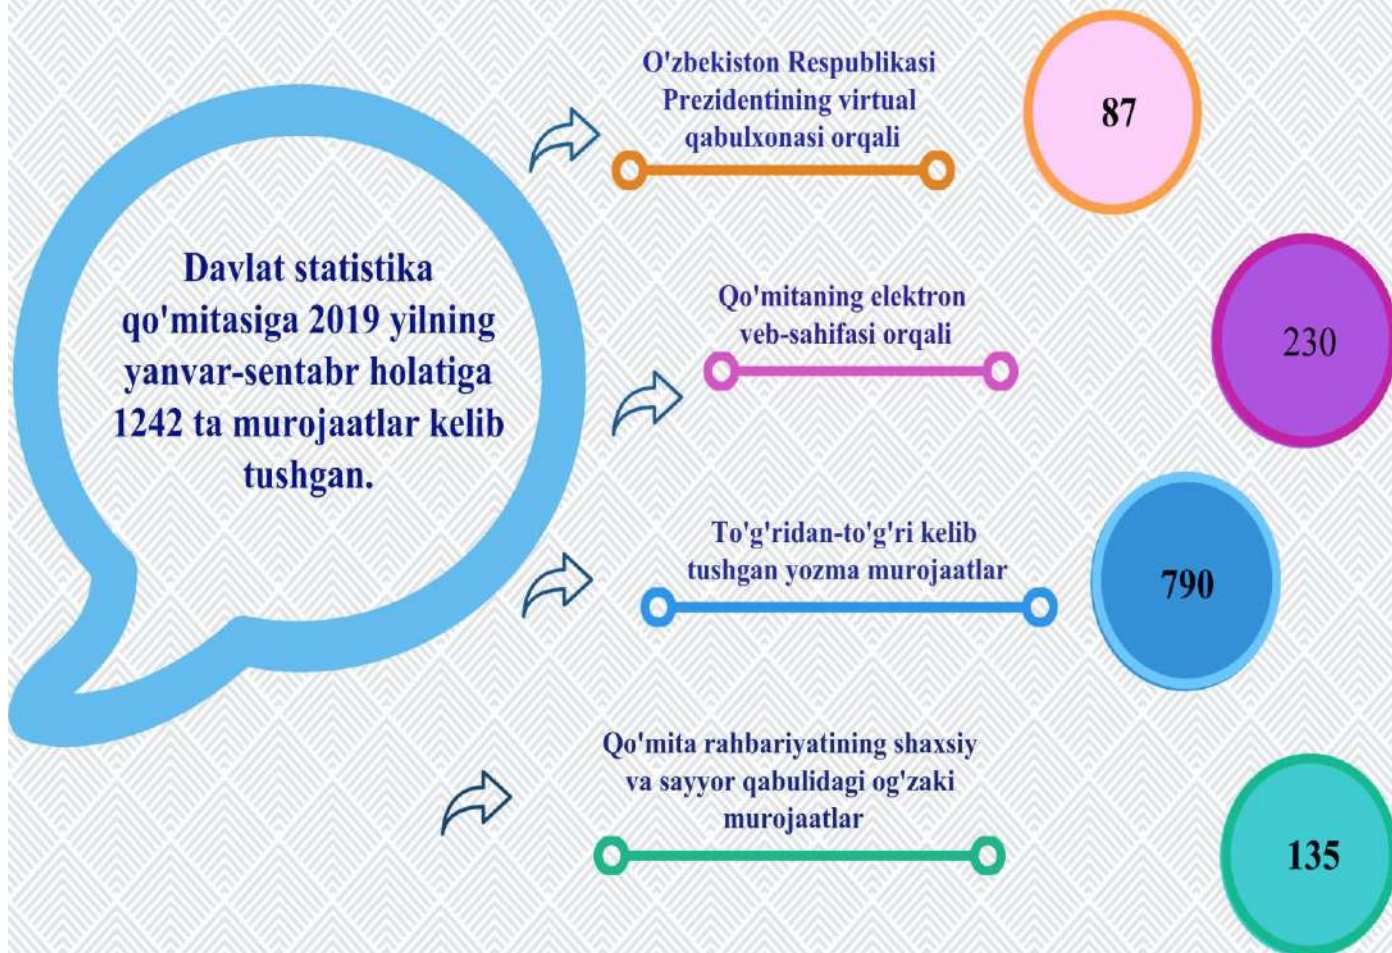 Davlat statistika
qo'mitasiga 2019 yilning
yanvar-sentabr holatiga
1242 ta murojaatlar kelib
tushgan.
O'zbekiston Respublikasi
Prezidentining virtual
qabulxonasi orqali
87
Qo'mitaning elektron
veb-sahifasi orqali
230
To'g'ridan-to'g'ri kelib
tushgan yozma murojaatlar
790
Qo'mita rahbariyatining shaxsiy
va sayyor qabulidagi og'zaki
murojaatlar
135